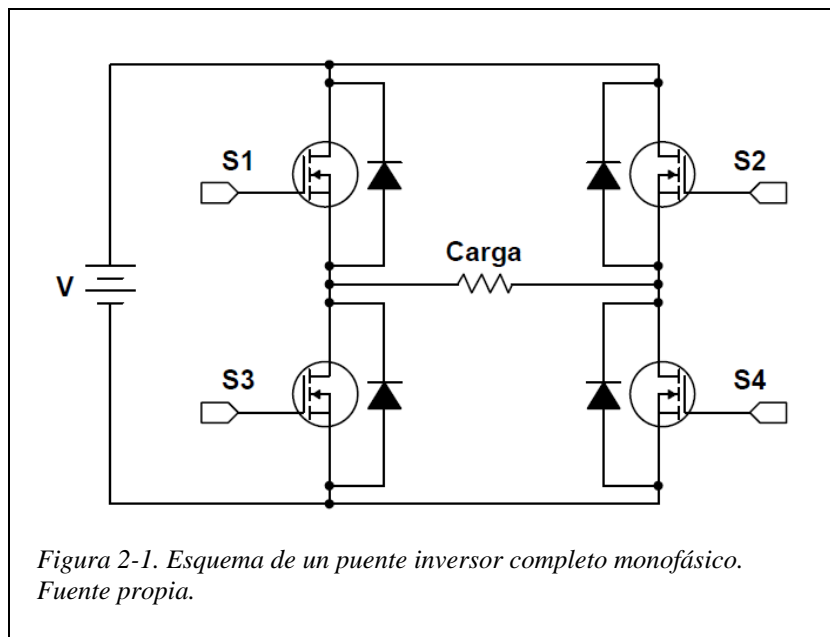 S1
S2
Carga
V
S3
S4
Figura 2-1. Esquema de un puente inversor completo monofásico.
Fuente propia.